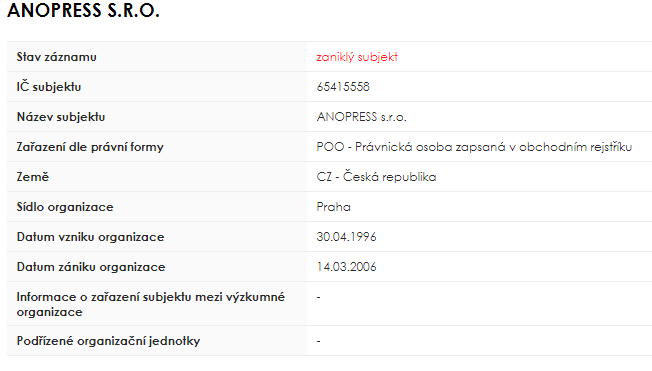 ANOPRESS S.R.O.
Stav záznamu zaniklý subjekt
IČ subjektu 65415558
Název subjektu ANOPRESS s.r.o.
Zařazení dle právní formy POO - Právnická osoba zapsaná v obchodním rejstříku
Země CZ - Česká republika
Sídlo organizace Praha
Datum vzniku organizace 30.04.1996
Datum zániku organizace 14.03.2006
Informace o zařazení subjektu mezi výzkumné -
organizace
Podřízené organizační jednotky -